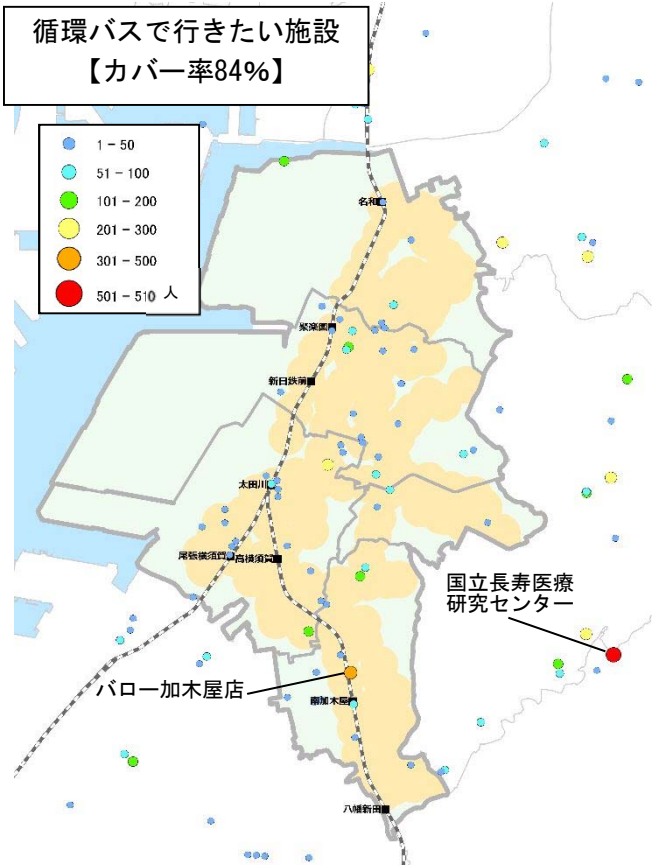 循環バスで行きたい施設
【カバー率84%】
1 - 50
51 - 100
101 - 200
201 - 300
301 - 500
501 - 510 人
名和
聚楽園
新日鉄前
太田川
尾張横須賀
高横須賀
国立長寿医療
研究センター
バロー加木屋店
南加木屋
八幡新田